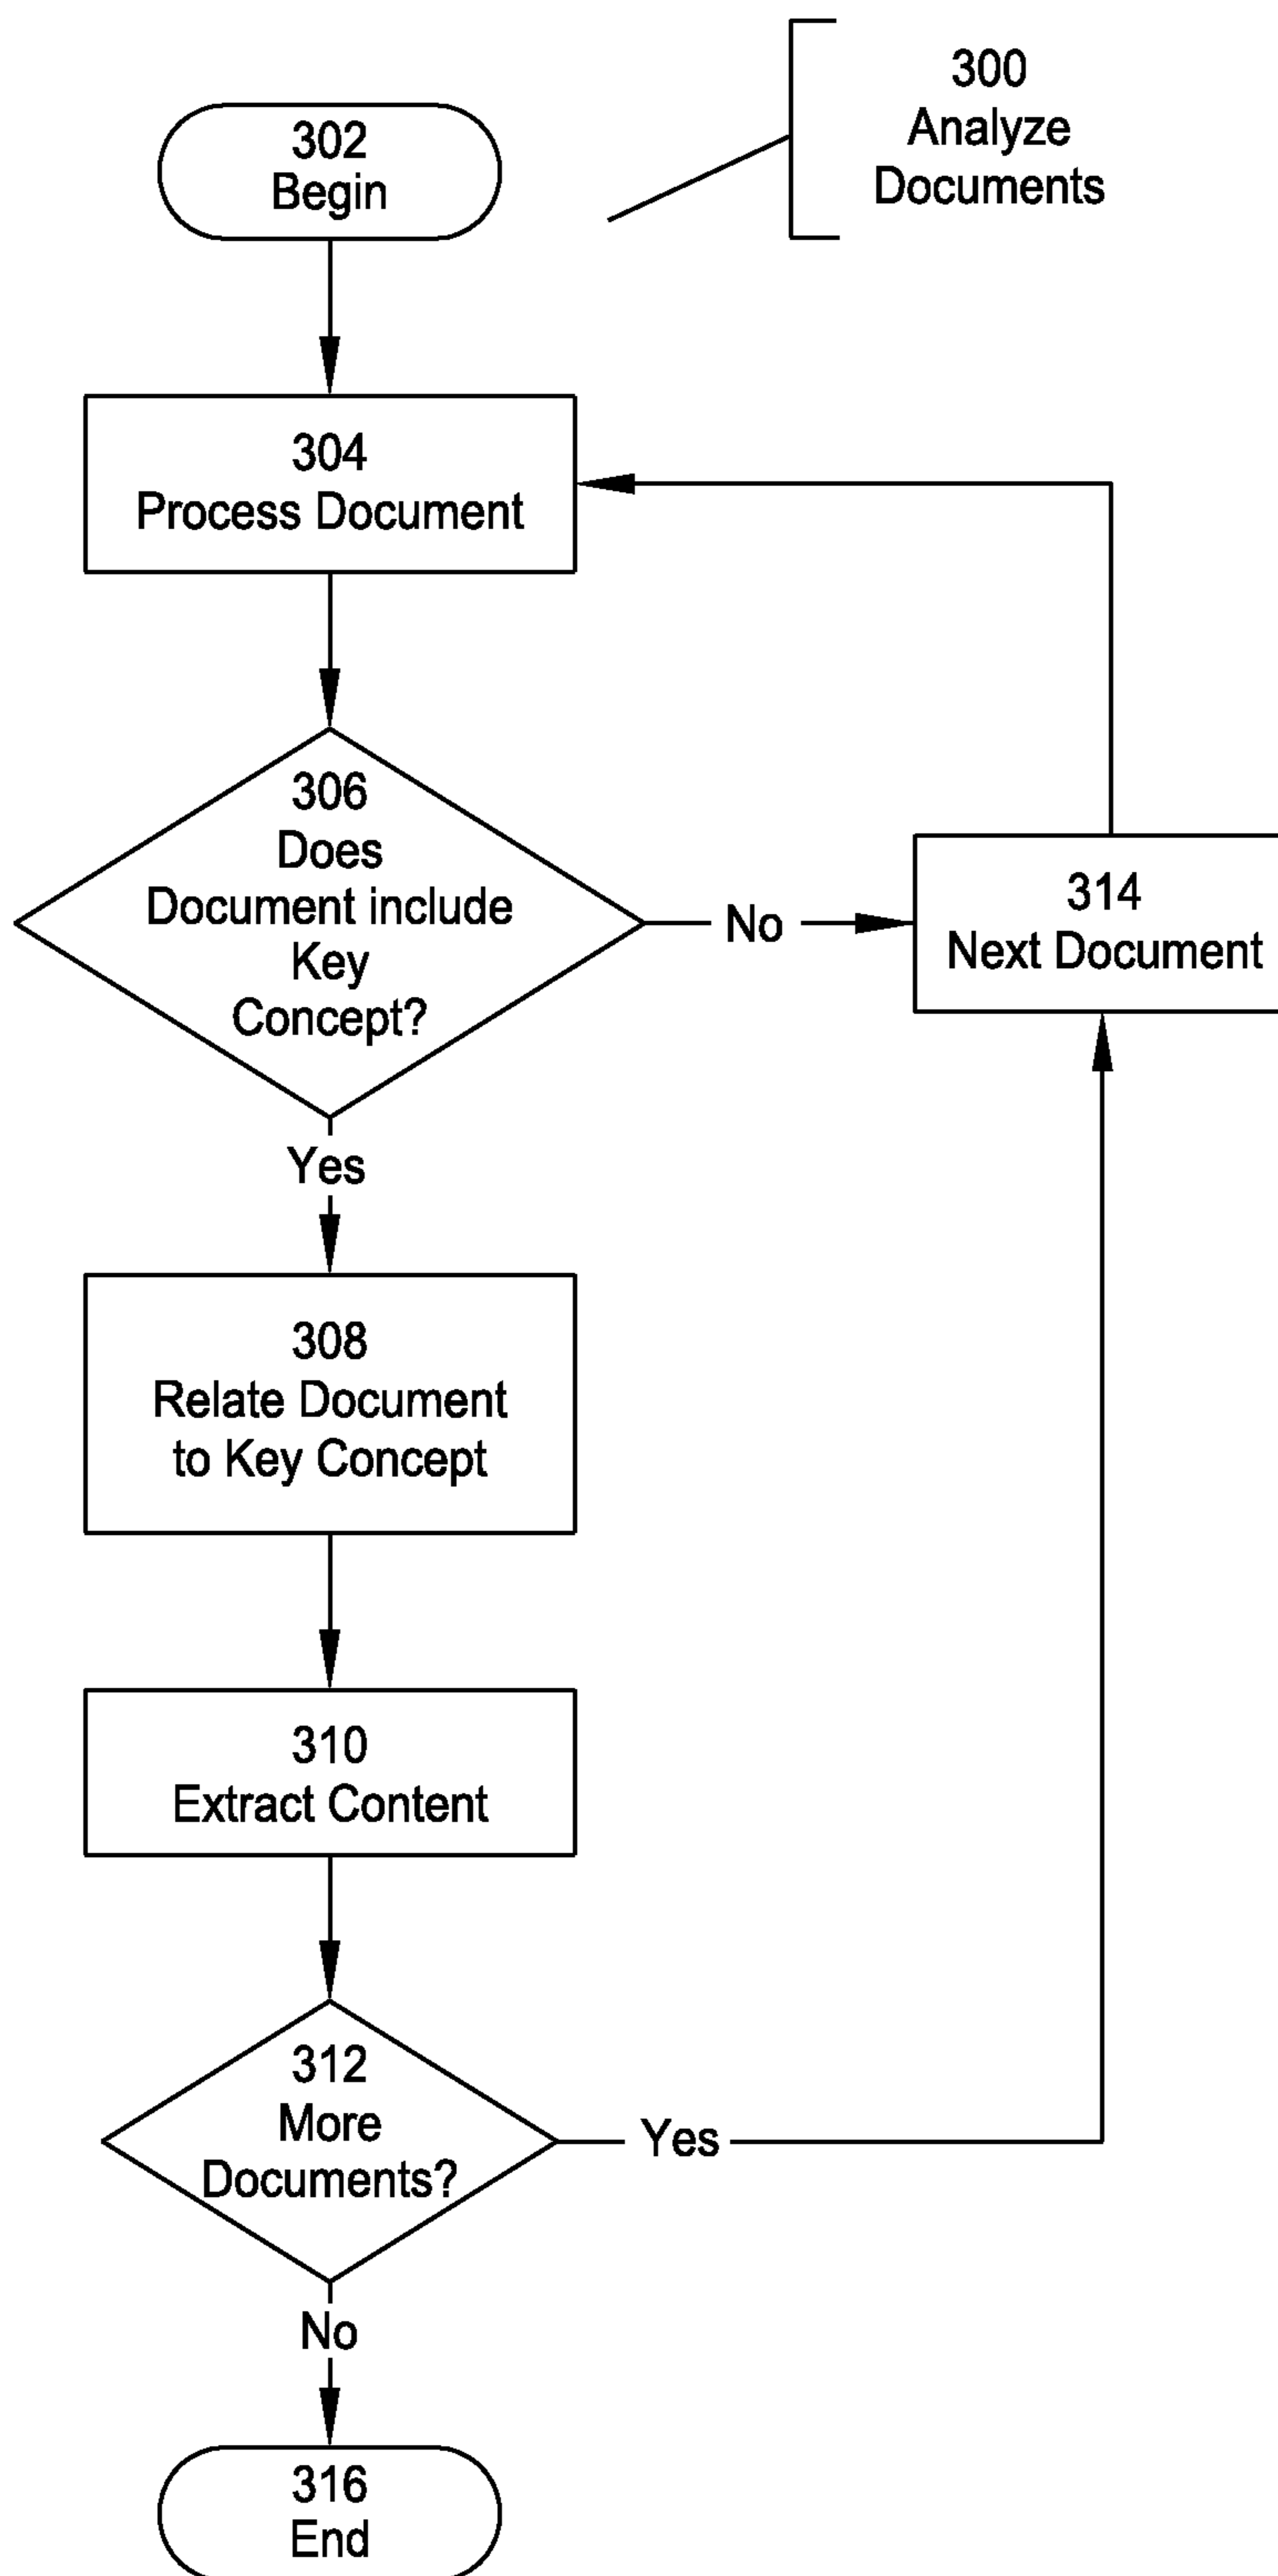 300
Analyze
Documents
302
Begin
304
Process Document
306
Does
Document include
Key
Concept?
No
314
Next Document
Yes
308
Relate Document
to Key Concept
310
Extract Content
312
More
Documents?
Yes
No
316
End